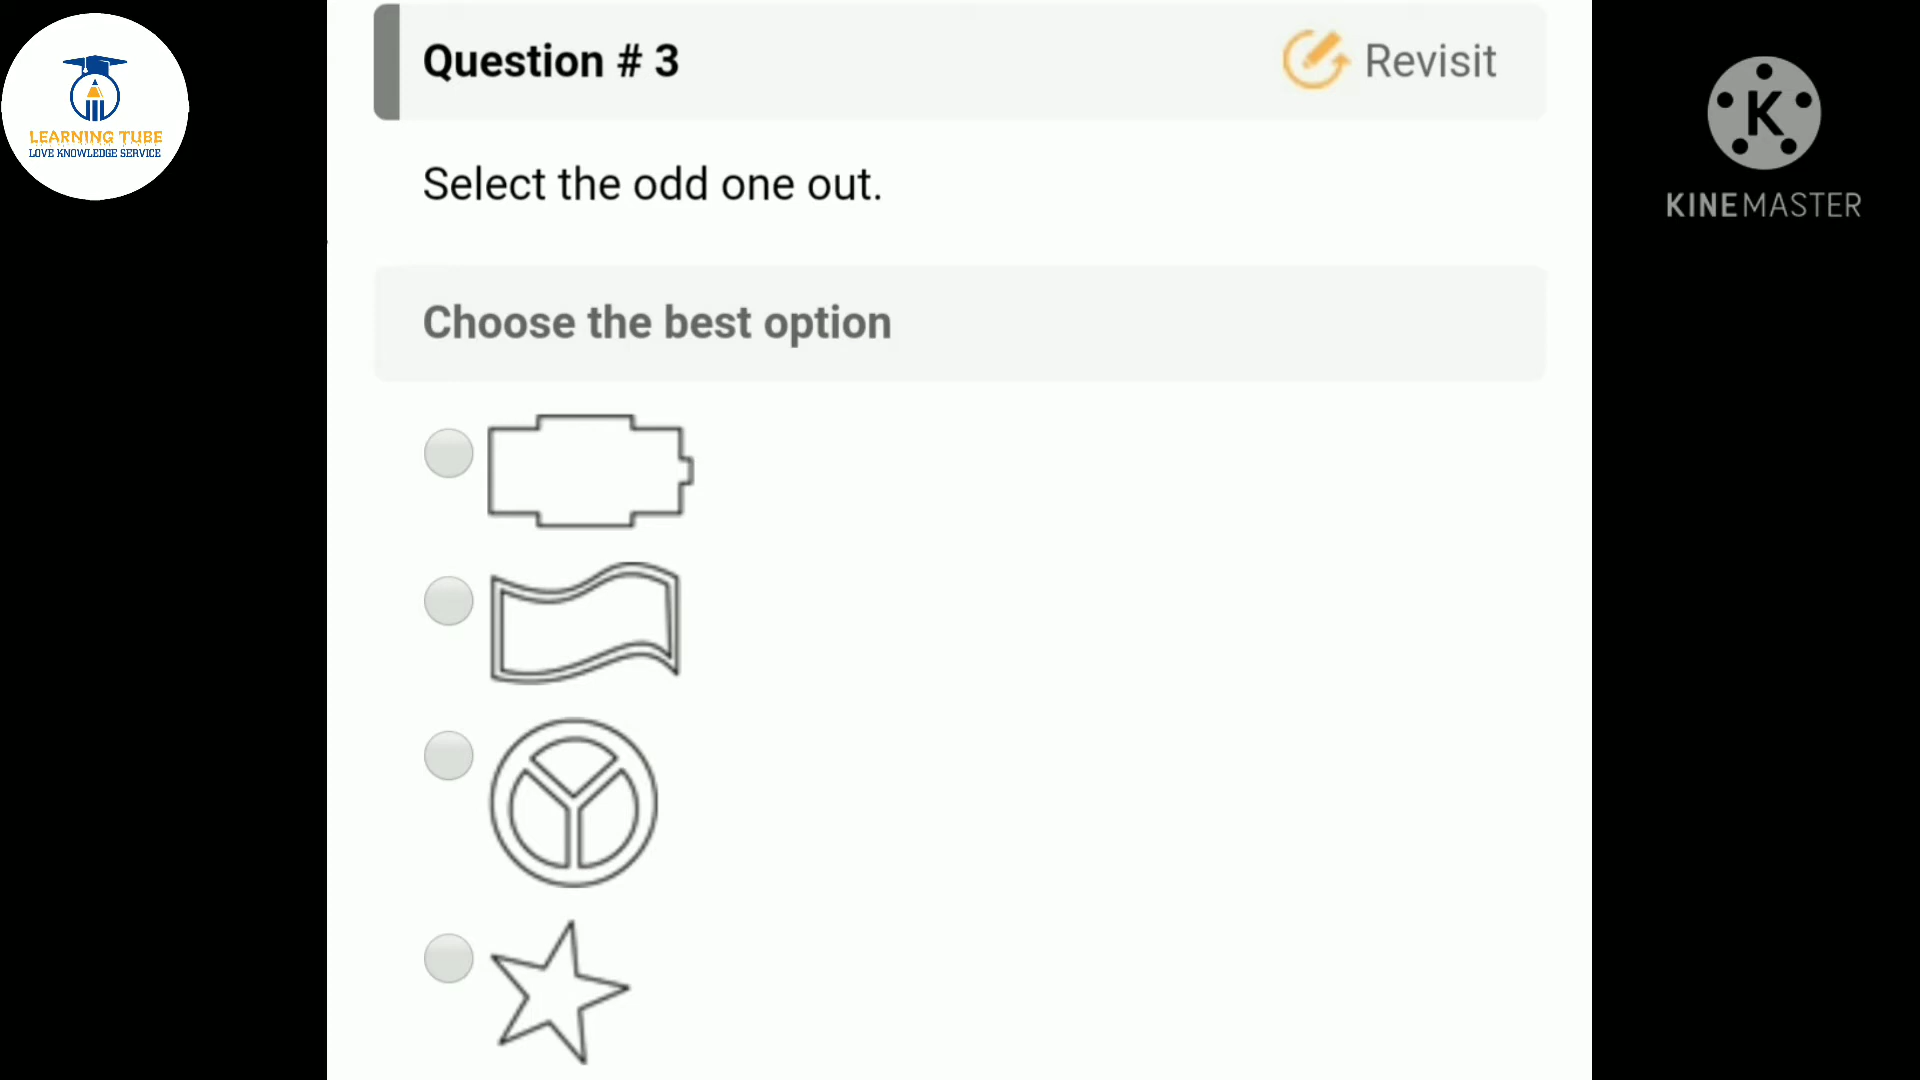 LEARNING TUBE
LOVE KNOWLEDGE SERVICE
Question # 3
Revisit
K
KINEMASTER
Select the odd one out.
Choose the best option